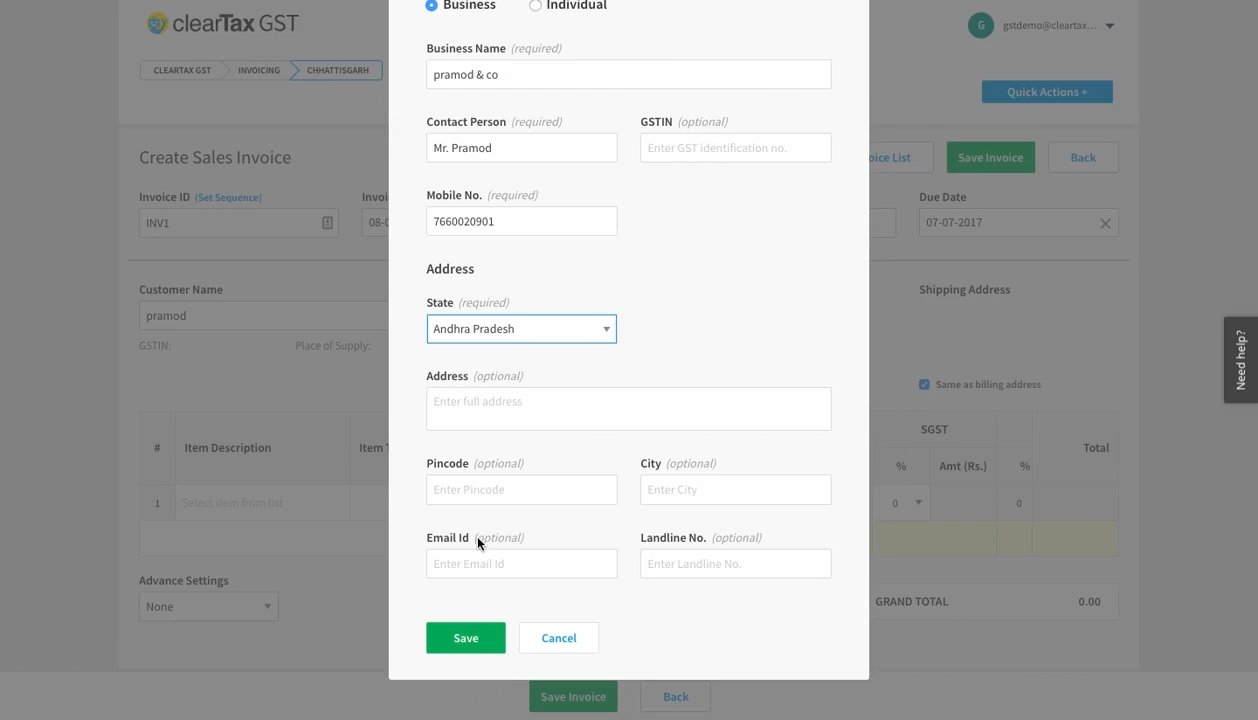 Business Individual
clearTax GST
gstdemo@cleartax...
G
CLEARTAX GST INVOICING CHHATTISGARH
Quick Actions +
Business Name (required)
pramod & co
Contact Person (required) GSTIN (optional)
Mr. Pramod Enter GST identification no.
Create Sales Invoice
Save Invoice Back
Mobile No. (required)
7660020901
Invoice ID (Set Sequence)
Due Date
INV1
07-07-2017
Address
State (required)
Andhra Pradesh
Customer Name
Shipping Address
pramod
GSTIN: Place of Supply:
Same as billing address
Need help?
Address (optional)
Enter full address
# Item Description
SGST
Total
% Amt (Rs.) %
Pincode (optional) City (optional)
Enter Pincode Enter City
1 Select item from list
0 0
Email Id (optional) Landline No. (optional)
Enter Email Id Enter Landline No.
Advance Settings
None
GRAND TOTAL 0.00
Save Cancel
Save Invoice Back